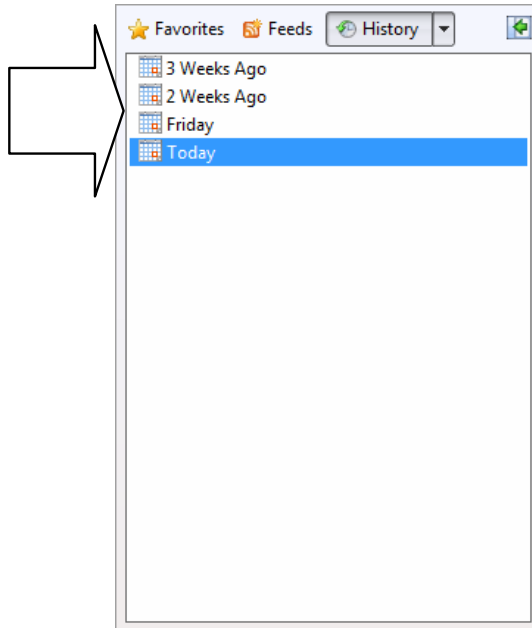 Favorites Feeds History
3 Weeks Ago
2 Weeks Ago
Friday
Today